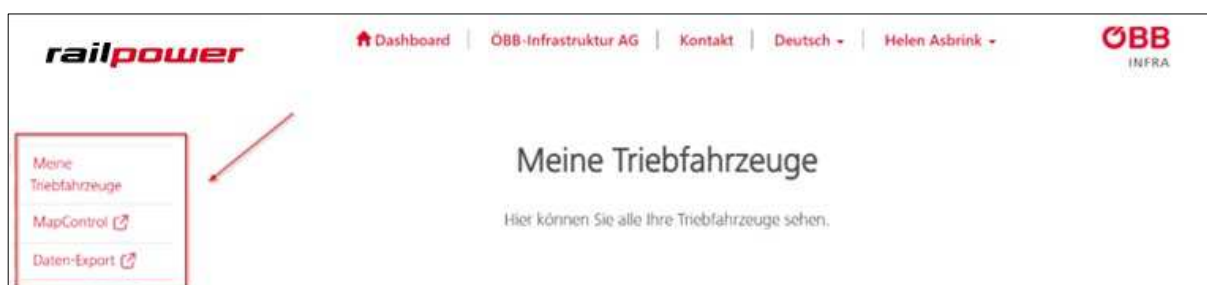 railpower
Dashboard | ÖBB-Infrastruktur AG | Kontakt | Deutsch | Helen Asbrink
ÖBB
INFRA
Meine
Triebfahrzeuge
MapControl
Daten-Export
Meine Triebfahrzeuge
Hier können Sie alle Ihre Triebfahrzeuge sehen.